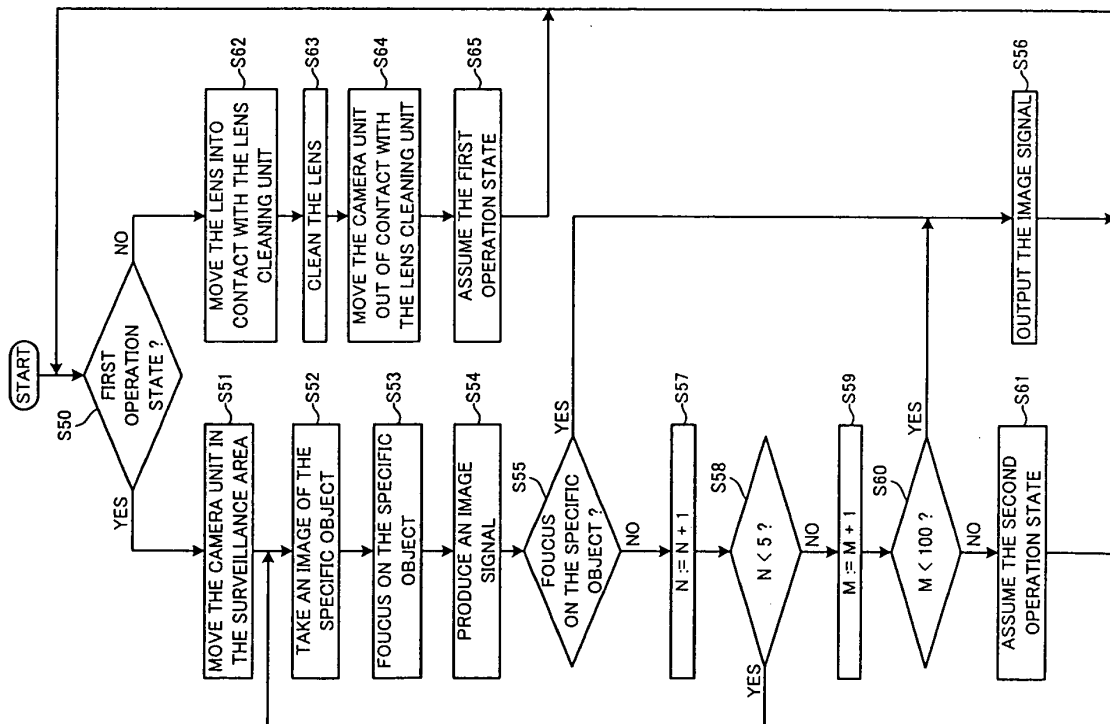 START
S50
FIRST
OPERATION
STATE ?
YES
NO
MOVE THE CAMERA UNIT IN
THE SURVEILLANCE AREA
S51
TAKE AN IMAGE OF THE
SPECIFIC OBJECT
S52
FOUCUS ON THE SPECIFIC
OBJECT
S53
PRODUCE AN IMAGE
SIGNAL
S54
S55
FOUCUS
ON THE SPECIFIC
OBJECT ?
YES
NO
N := N + 1
S57
S58
N < 5 ?
YES
NO
M := M + 1
S59
S60
M < 100 ?
YES
NO
ASSUME THE SECOND
OPERATION STATE
S61
MOVE THE LENS INTO
CONTACT WITH THE LENS
CLEANING UNIT
S62
CLEAN THE LENS
S63
MOVE THE CAMERA UNIT
OUT OF CONTACT WITH
THE LENS CLEANING UNIT
S64
ASSUME THE FIRST
OPERATION STATE
S65
OUTPUT THE IMAGE SIGNAL
S56